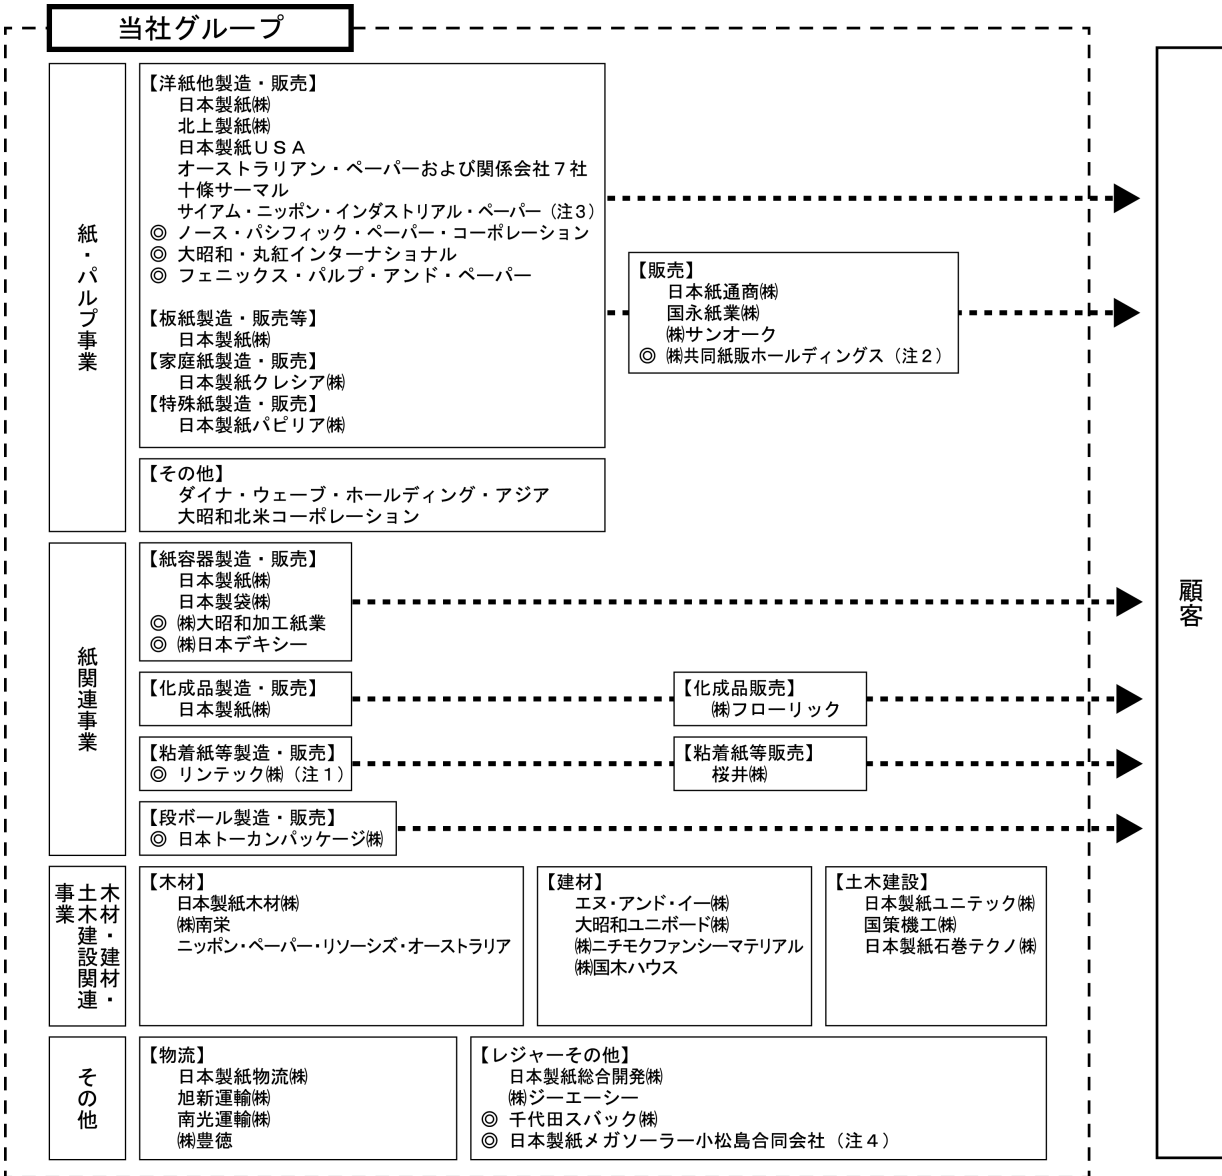 当社グループ
紙・パルプ事業
【洋紙他製造・販売】
日本製紙㈱
北上製紙㈱
日本製紙ＵＳＡ
オーストラリアン・ペーパーおよび関係会社７社
十條サーマル
サイアム・ニッポン・インダストリアル・ペーパー（注３）
◎ ノース・パシフィック・ペーパー・コーポレーション
◎ 大昭和・丸紅インターナショナル
◎ フェニックス・パルプ・アンド・ペーパー
【板紙製造・販売等】
日本製紙㈱
【家庭紙製造・販売】
日本製紙クレシア㈱
【特殊紙製造・販売】
日本製紙パピリア㈱
【販売】
日本紙通商㈱
国永紙業㈱
㈱サンオーク
◎ ㈱共同紙販ホールディングス（注２）
【その他】
ダイナ・ウェーブ・ホールディング・アジア
大昭和北米コーポレーション
紙関連事業
【紙容器製造・販売】
日本製紙㈱
日本製袋㈱
◎ ㈱大昭和加工紙業
◎ ㈱日本デキシー
【化成品製造・販売】
日本製紙㈱
【化成品販売】
㈱フローリック
【粘着紙等製造・販売】
◎ リンテック㈱（注１）
【粘着紙等販売】
桜井㈱
【段ボール製造・販売】
◎ 日本トーカンパッケージ㈱
木材・建材・
土木建設関連
事業
【木材】
日本製紙木材㈱
㈱南栄
ニッポン・ペーパー・リソーシズ・オーストラリア
【建材】
エヌ・アンド・イー㈱
大昭和ユニボード㈱
㈱ニチモクファンシーマテリアル
㈱国木ハウス
【土木建設】
日本製紙ユニテック㈱
国策機工㈱
日本製紙石巻テクノ㈱
その他
【物流】
日本製紙物流㈱
旭新運輸㈱
南光運輸㈱
㈱豊徳
【レジャーその他】
日本製紙総合開発㈱
㈱ジーエーシー
◎ 千代田スバック㈱
◎ 日本製紙メガソーラー小松島合同会社（注４）
顧客